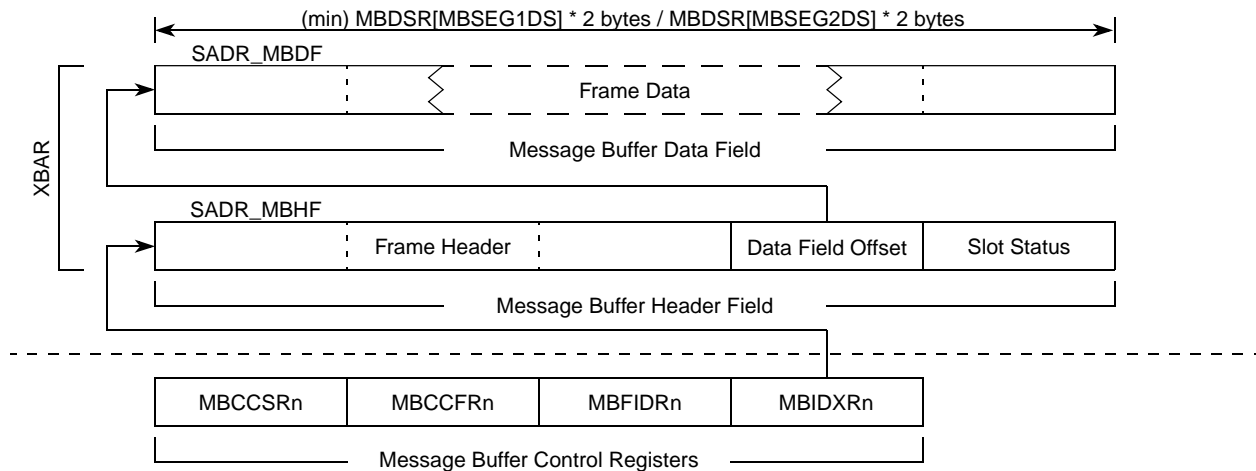 (min) MBDSR[MBSEG1DS] * 2 bytes / MBDSR[MBSEG2DS] * 2 bytes
SADR_MBDF
Frame Data
Message Buffer Data Field
XBAR
SADR_MBHF
Frame Header
Data Field Offset
Slot Status
Message Buffer Header Field
MBCCSRn
MBCCFRn
MBFIDRn
MBIDXRn
Message Buffer Control Registers